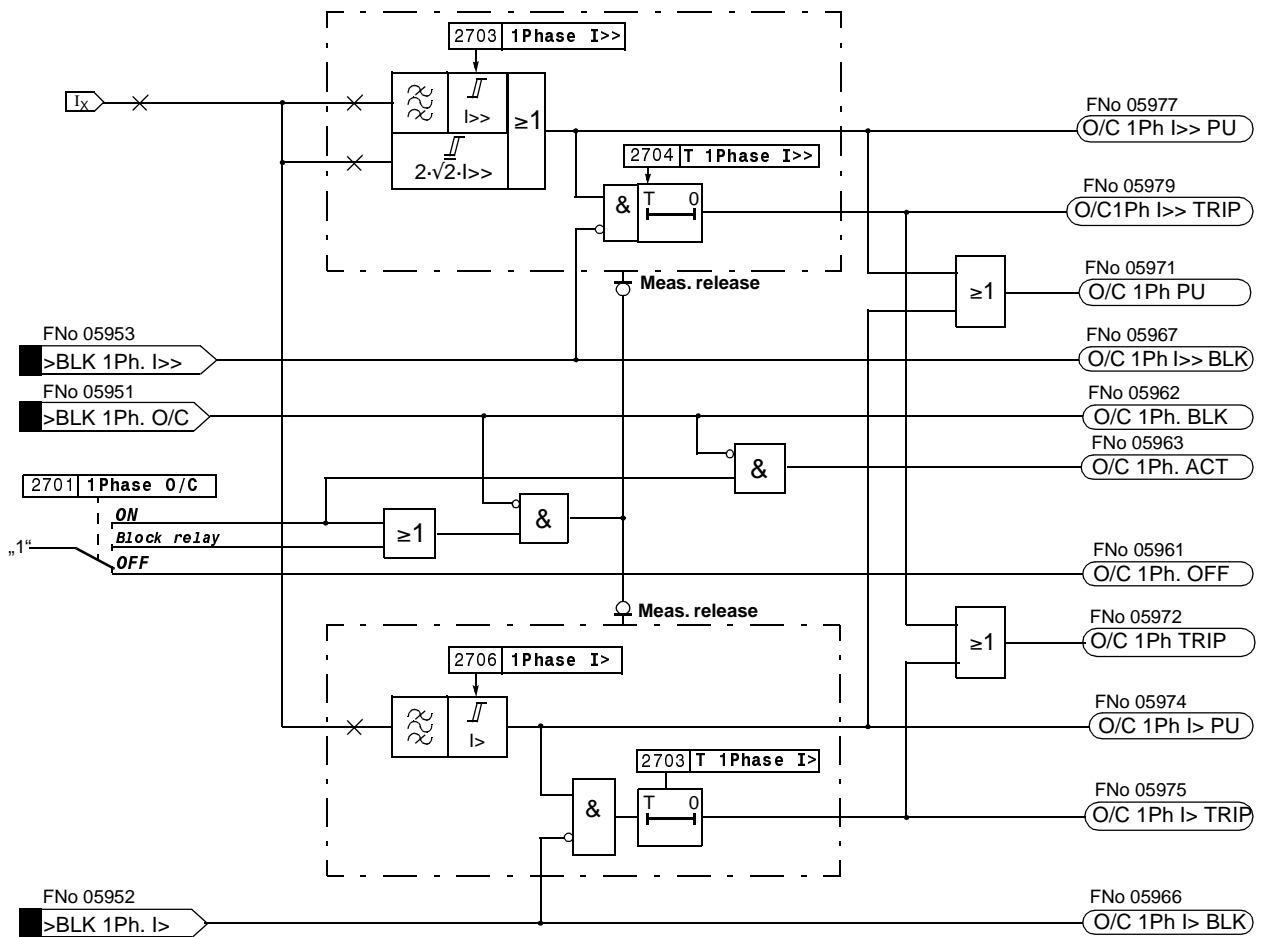 2703 1Phase I>>
IX
I>>
≥1
2·√2·I>>
2704 T 1Phase I>>
& T 0
Meas. release
FNo 05977
O/C 1Ph I>> PU
FNo 05979
O/C1Ph I>> TRIP
FNo 05971
≥1
O/C 1Ph PU
FNo 05953
>BLK 1Ph. I>>
FNo 05967
O/C 1Ph I>> BLK
FNo 05951
>BLK 1Ph. O/C
FNo 05962
O/C 1Ph. BLK
FNo 05963
&
O/C 1Ph. ACT
2701 1Phase O/C
ON
Block relay
OFF
„1“
≥1
&
FNo 05961
O/C 1Ph. OFF
Meas. release
FNo 05972
≥1
O/C 1Ph TRIP
2706 1Phase I>
I>
FNo 05974
O/C 1Ph I> PU
2703 T 1Phase I>
&
T 0
FNo 05975
O/C 1Ph I> TRIP
FNo 05952
>BLK 1Ph. I>
FNo 05966
O/C 1Ph I> BLK